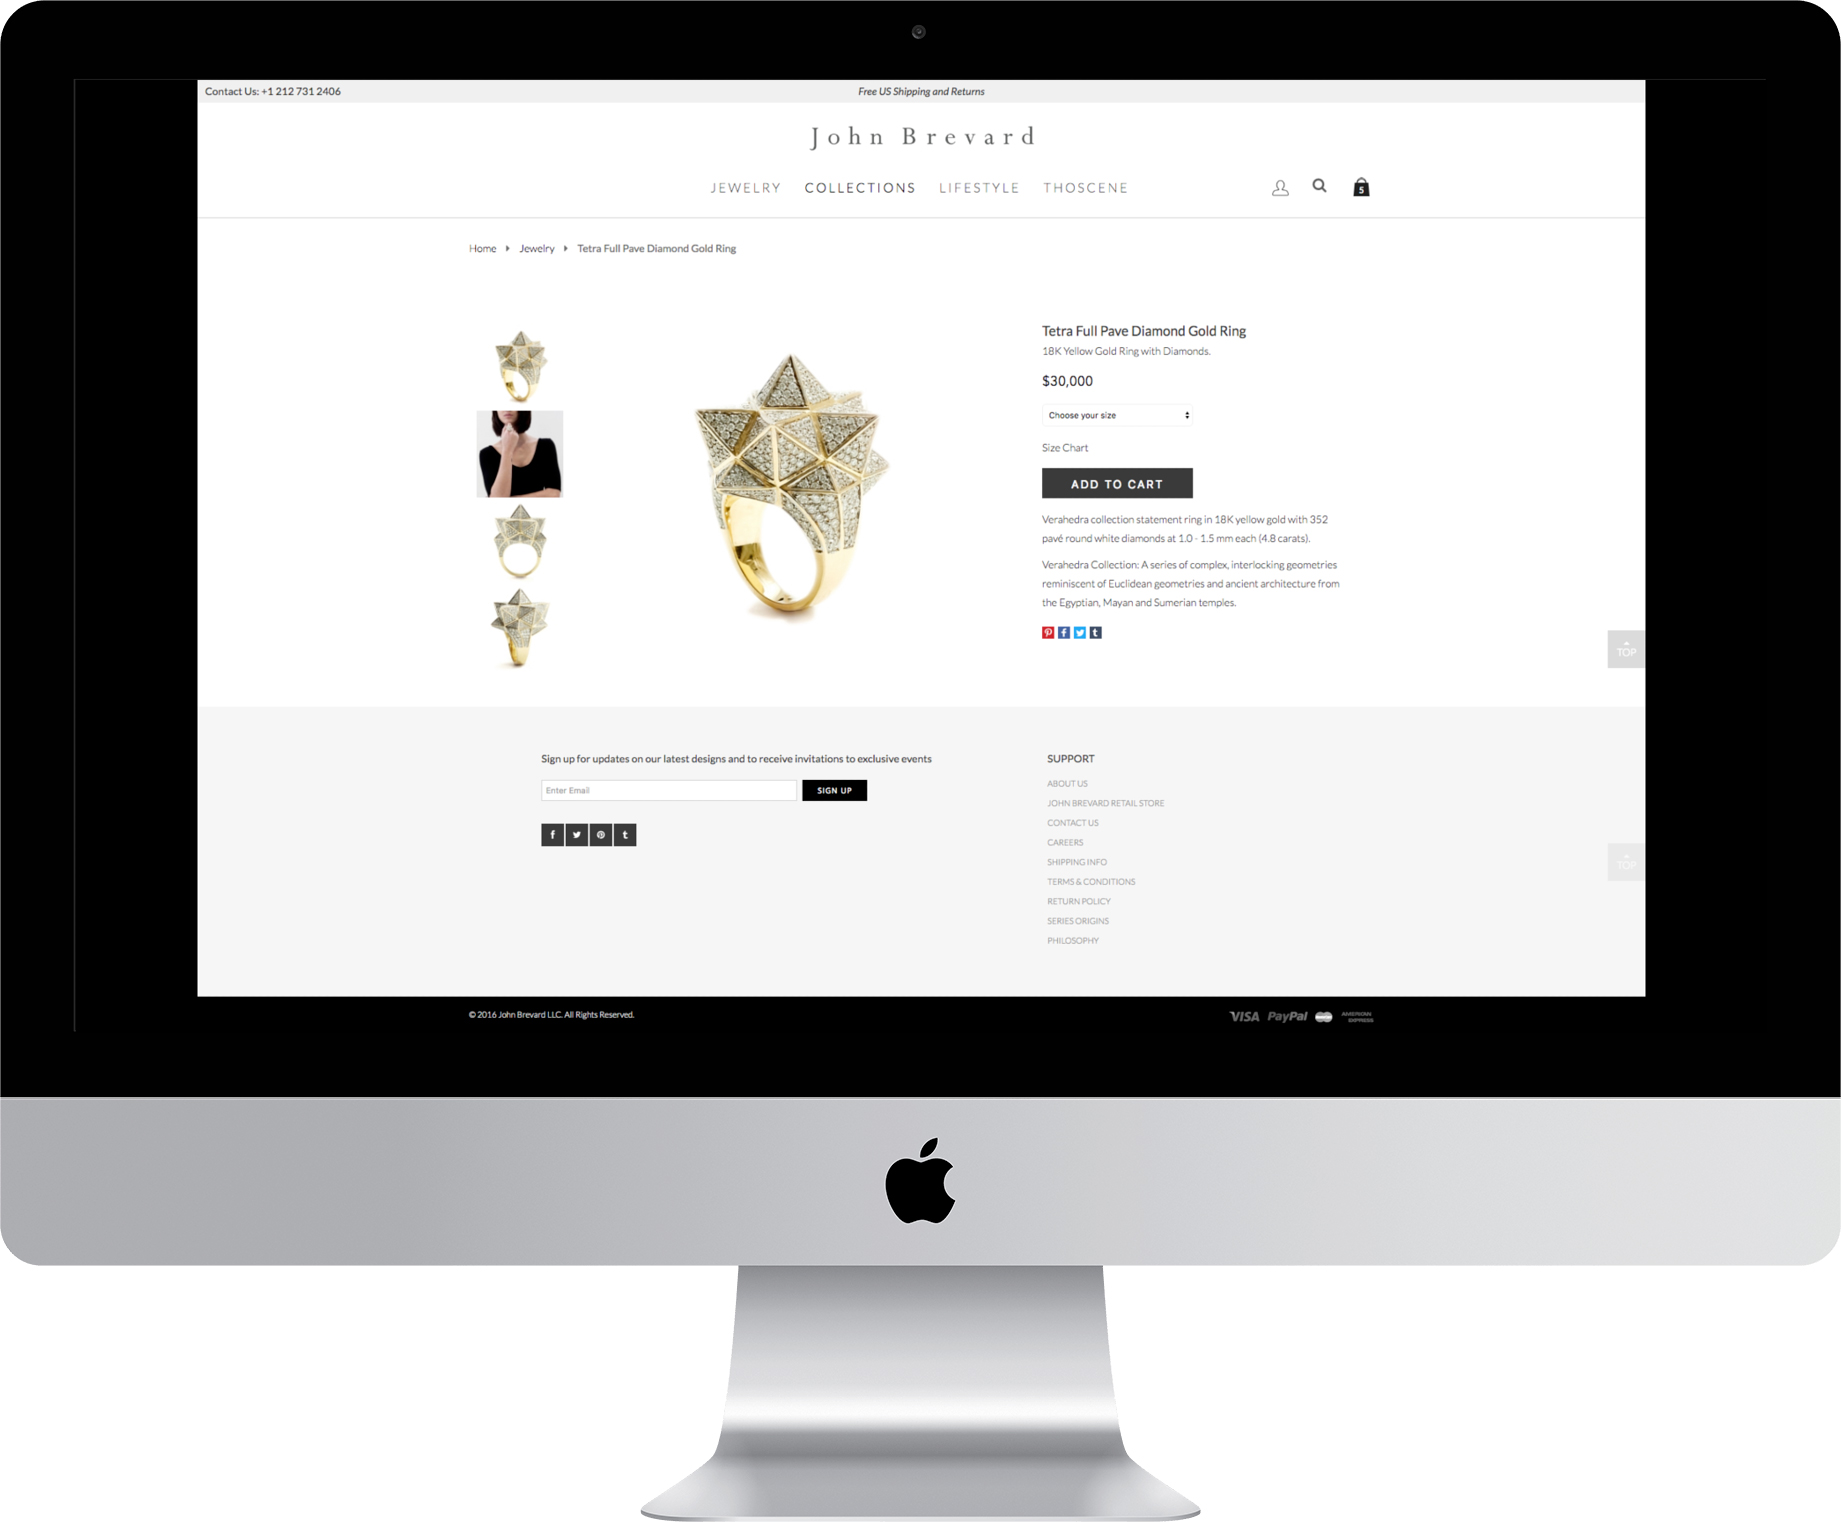 Contact Us: +1 212 731 2406
Free US Shipping and Returns
John Brevard
JEWELRY COLLECTIONS LIFESTYLE THOSCENE
5
Home Jewelry Tetra Full Pave Diamond Gold Ring
Tetra Full Pave Diamond Gold Ring
18K Yellow Gold Ring with Diamonds.
$30,000
Choose your size
Size Chart
ADD TO CART
Verahedra collection statement ring in 18K yellow gold with 352
pavé round white diamonds at 1.0 - 1.5 mm each (4.8 carats).
Verahedra Collection: A series of complex, interlocking geometries
reminiscent of Euclidean geometries and ancient architecture from
the Egyptian, Mayan and Sumerian temples.
TOP
Sign up for updates on our latest designs and to receive invitations to exclusive events
Enter Email
SIGN UP
SUPPORT
ABOUT US
JOHN BREVARD RETAIL STORE
CONTACT US
CAREERS
SHIPPING INFO
TERMS & CONDITIONS
RETURN POLICY
SERIES ORIGINS
PHILOSOPHY
TOP
© 2016 John Brevard LLC. All Rights Reserved.
VISA PayPal AMERICAN EXPRESS